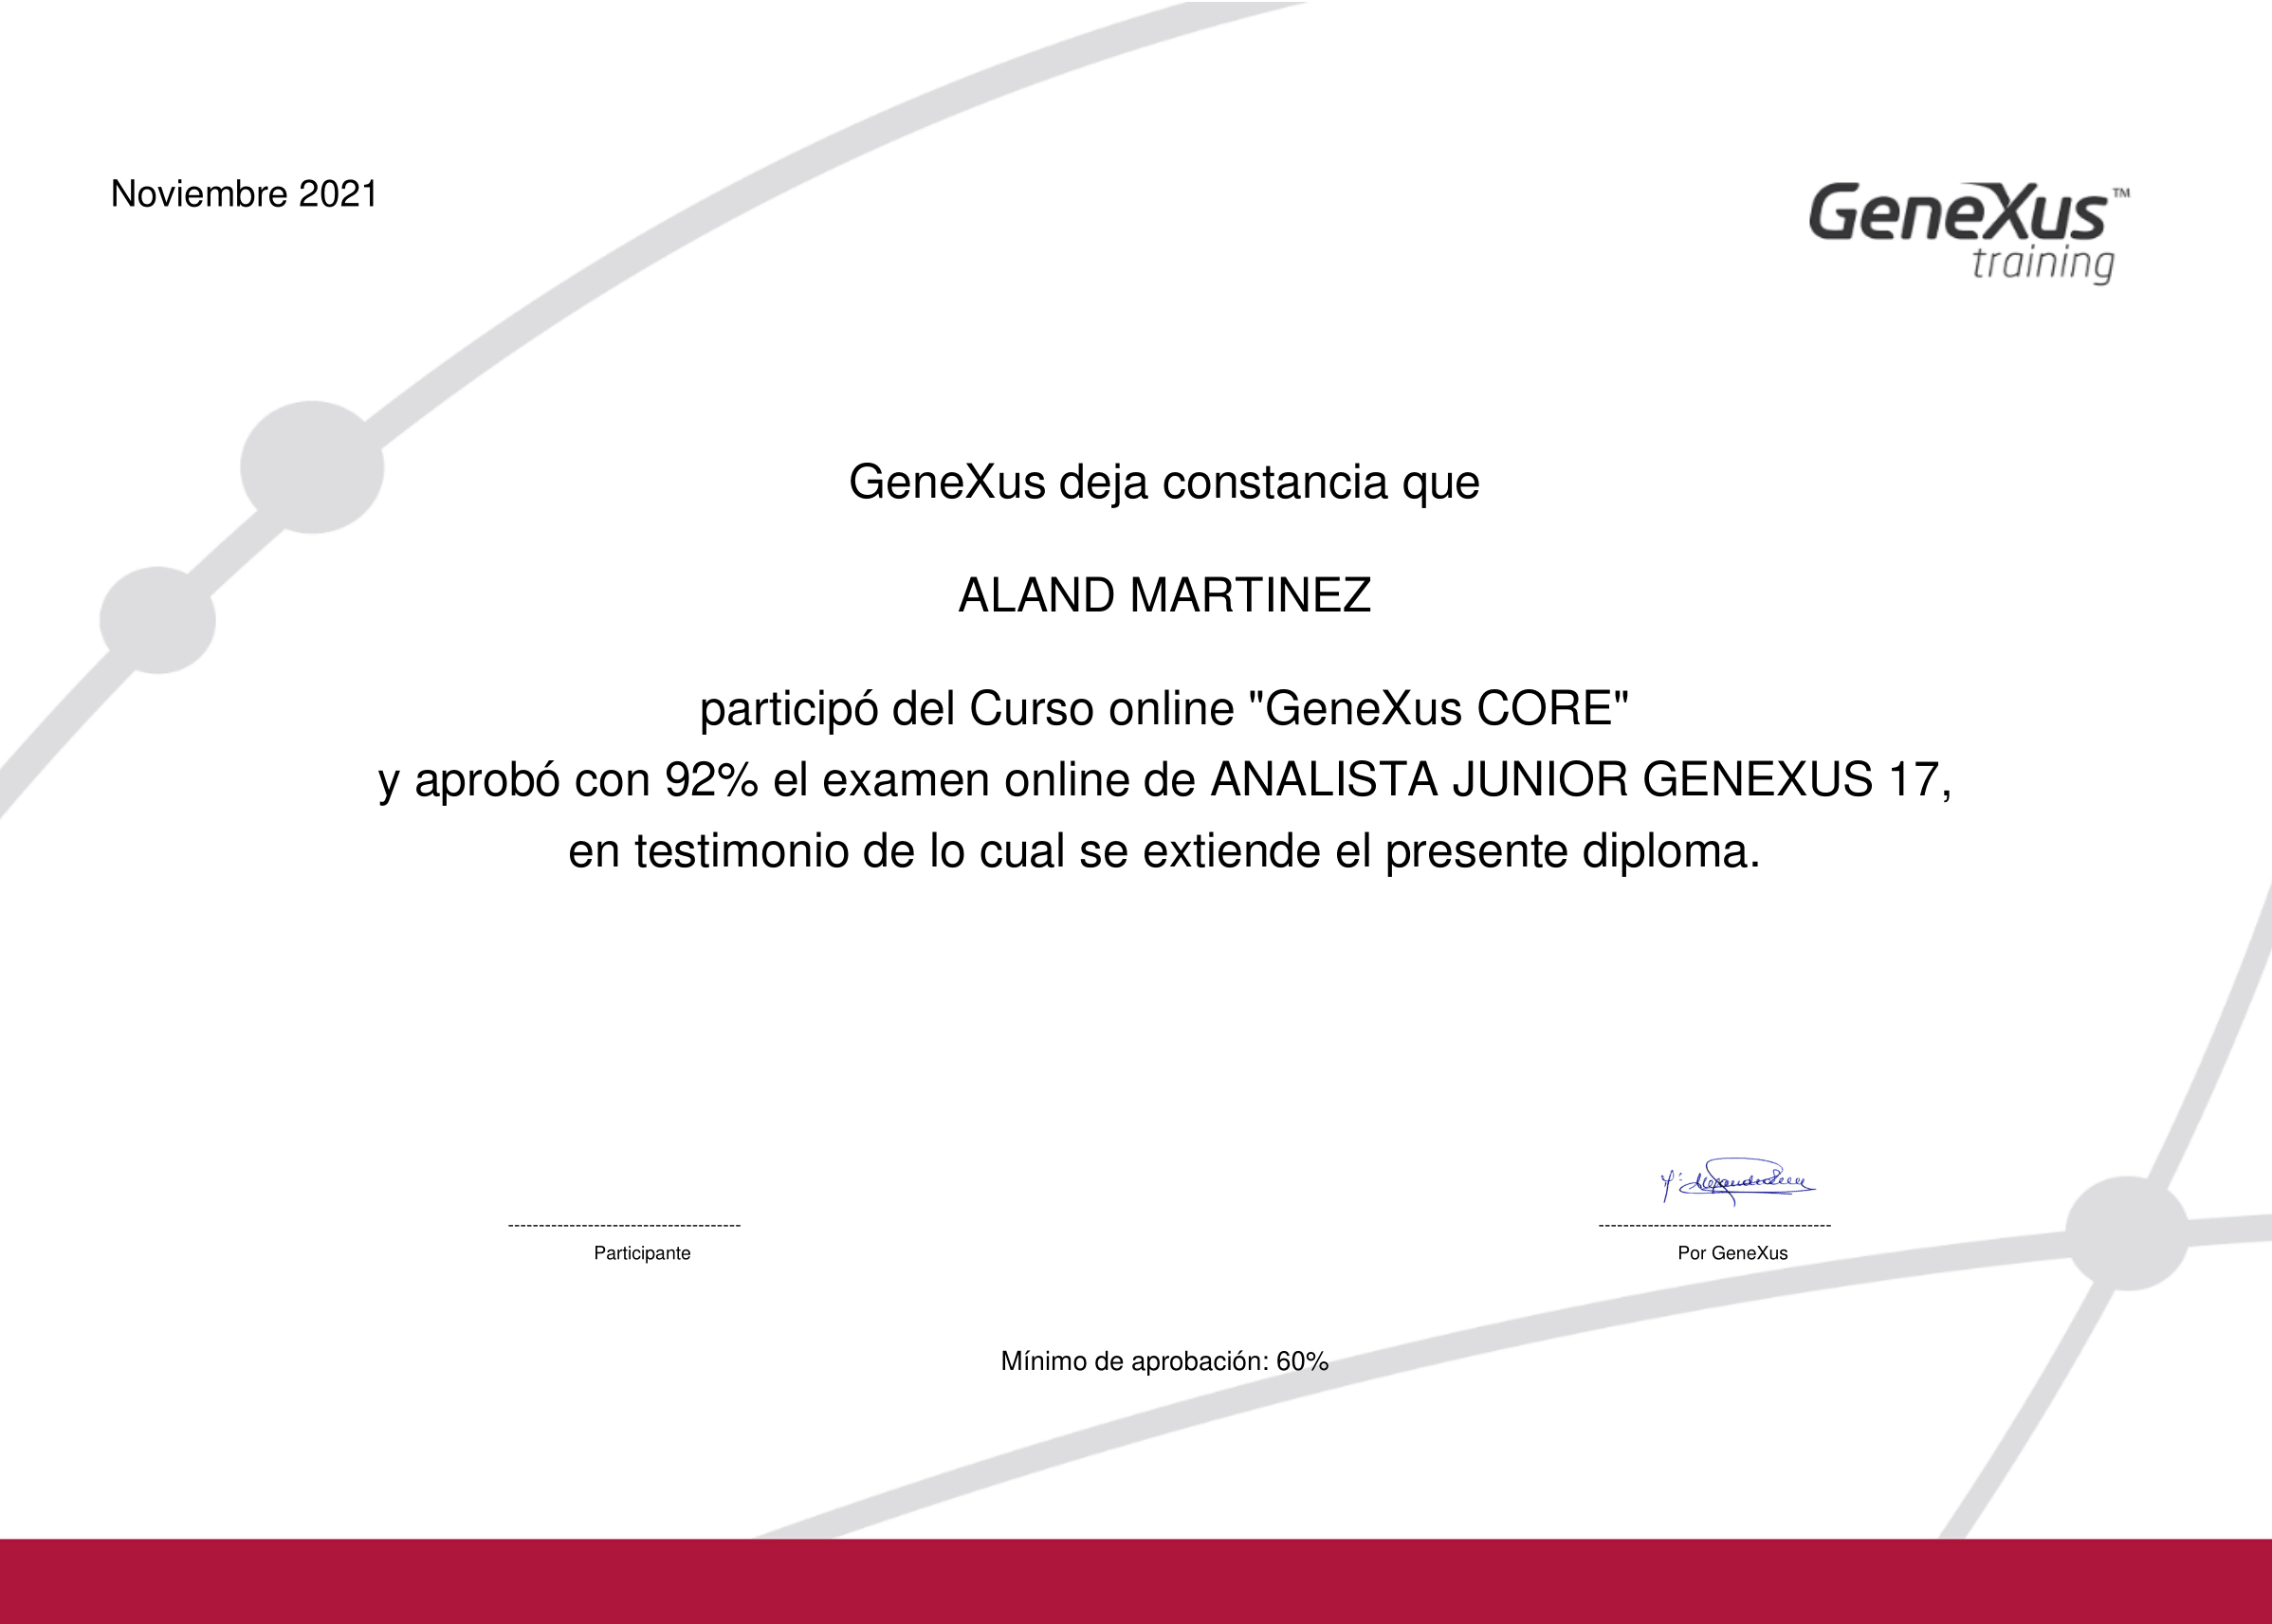 Noviembre 2021
GeneXus™
training
GeneXus deja constancia que
ALAND MARTINEZ
participó del Curso online "GeneXus CORE"
y aprobó con 92% el examen online de ANALISTA JUNIOR GENEXUS 17,
en testimonio de lo cual se extiende el presente diploma.
Participante
Por GeneXus
Mínimo de aprobación: 60%